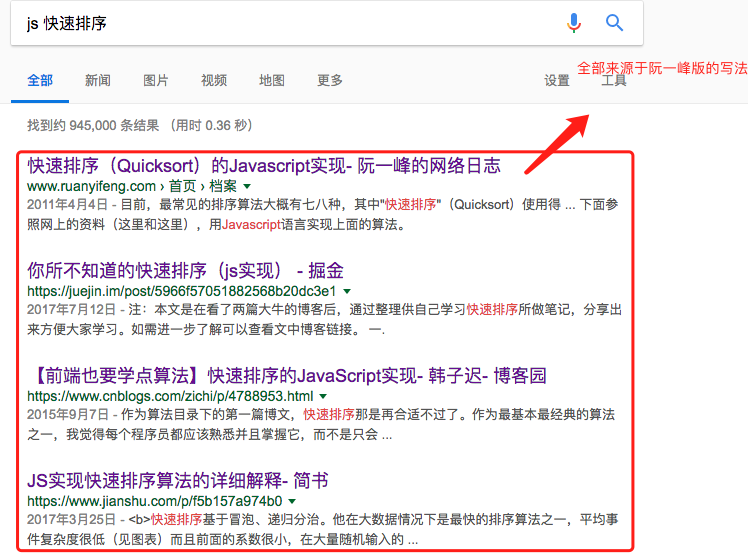 js 快速排序
全部来源于阮一峰版的写法
全部 新闻 图片 视频 地图 更多 设置 工具
找到约 945,000 条结果 （用时 0.36 秒）
快速排序（Quicksort）的Javascript实现- 阮一峰的网络日志
www.ruanyifeng.com › 首页 › 档案
2011年4月4日 - 目前，最常见的排序算法大概有七八种，其中"快速排序"（Quicksort）使用得 ... 下面参
照网上的资料（这里和这里），用Javascript语言实现上面的算法。
你所不知道的快速排序（js实现） - 掘金
https://juejin.im/post/5966f57051882568b20dc3e1
2017年7月12日 - 注：本文是在看了两篇大牛的博客后，通过整理供自己学习快速排序所做笔记，分享出
来方便大家学习。如需进一步了解可以查看文中博客链接。 一.
【前端也要学点算法】快速排序的JavaScript实现- 韩子迟- 博客园
https://www.cnblogs.com/zichi/p/4788953.html
2015年9月7日 - 作为算法目录下的第一篇博文，快速排序那是再合适不过了。作为最基本最经典的算法
之一，我觉得每个程序员都应该熟悉并且掌握它，而不是只会 ...
JS实现快速排序算法的详细解释- 简书
https://www.jianshu.com/p/f5b157a974b0
2017年3月25日 - <b>快速排序基于冒泡、递归分治。他在大数据情况下是最快的排序算法之一，平均时
件复杂度很低（见图表）而且前面的系数很小，在大量随机输入的 ...